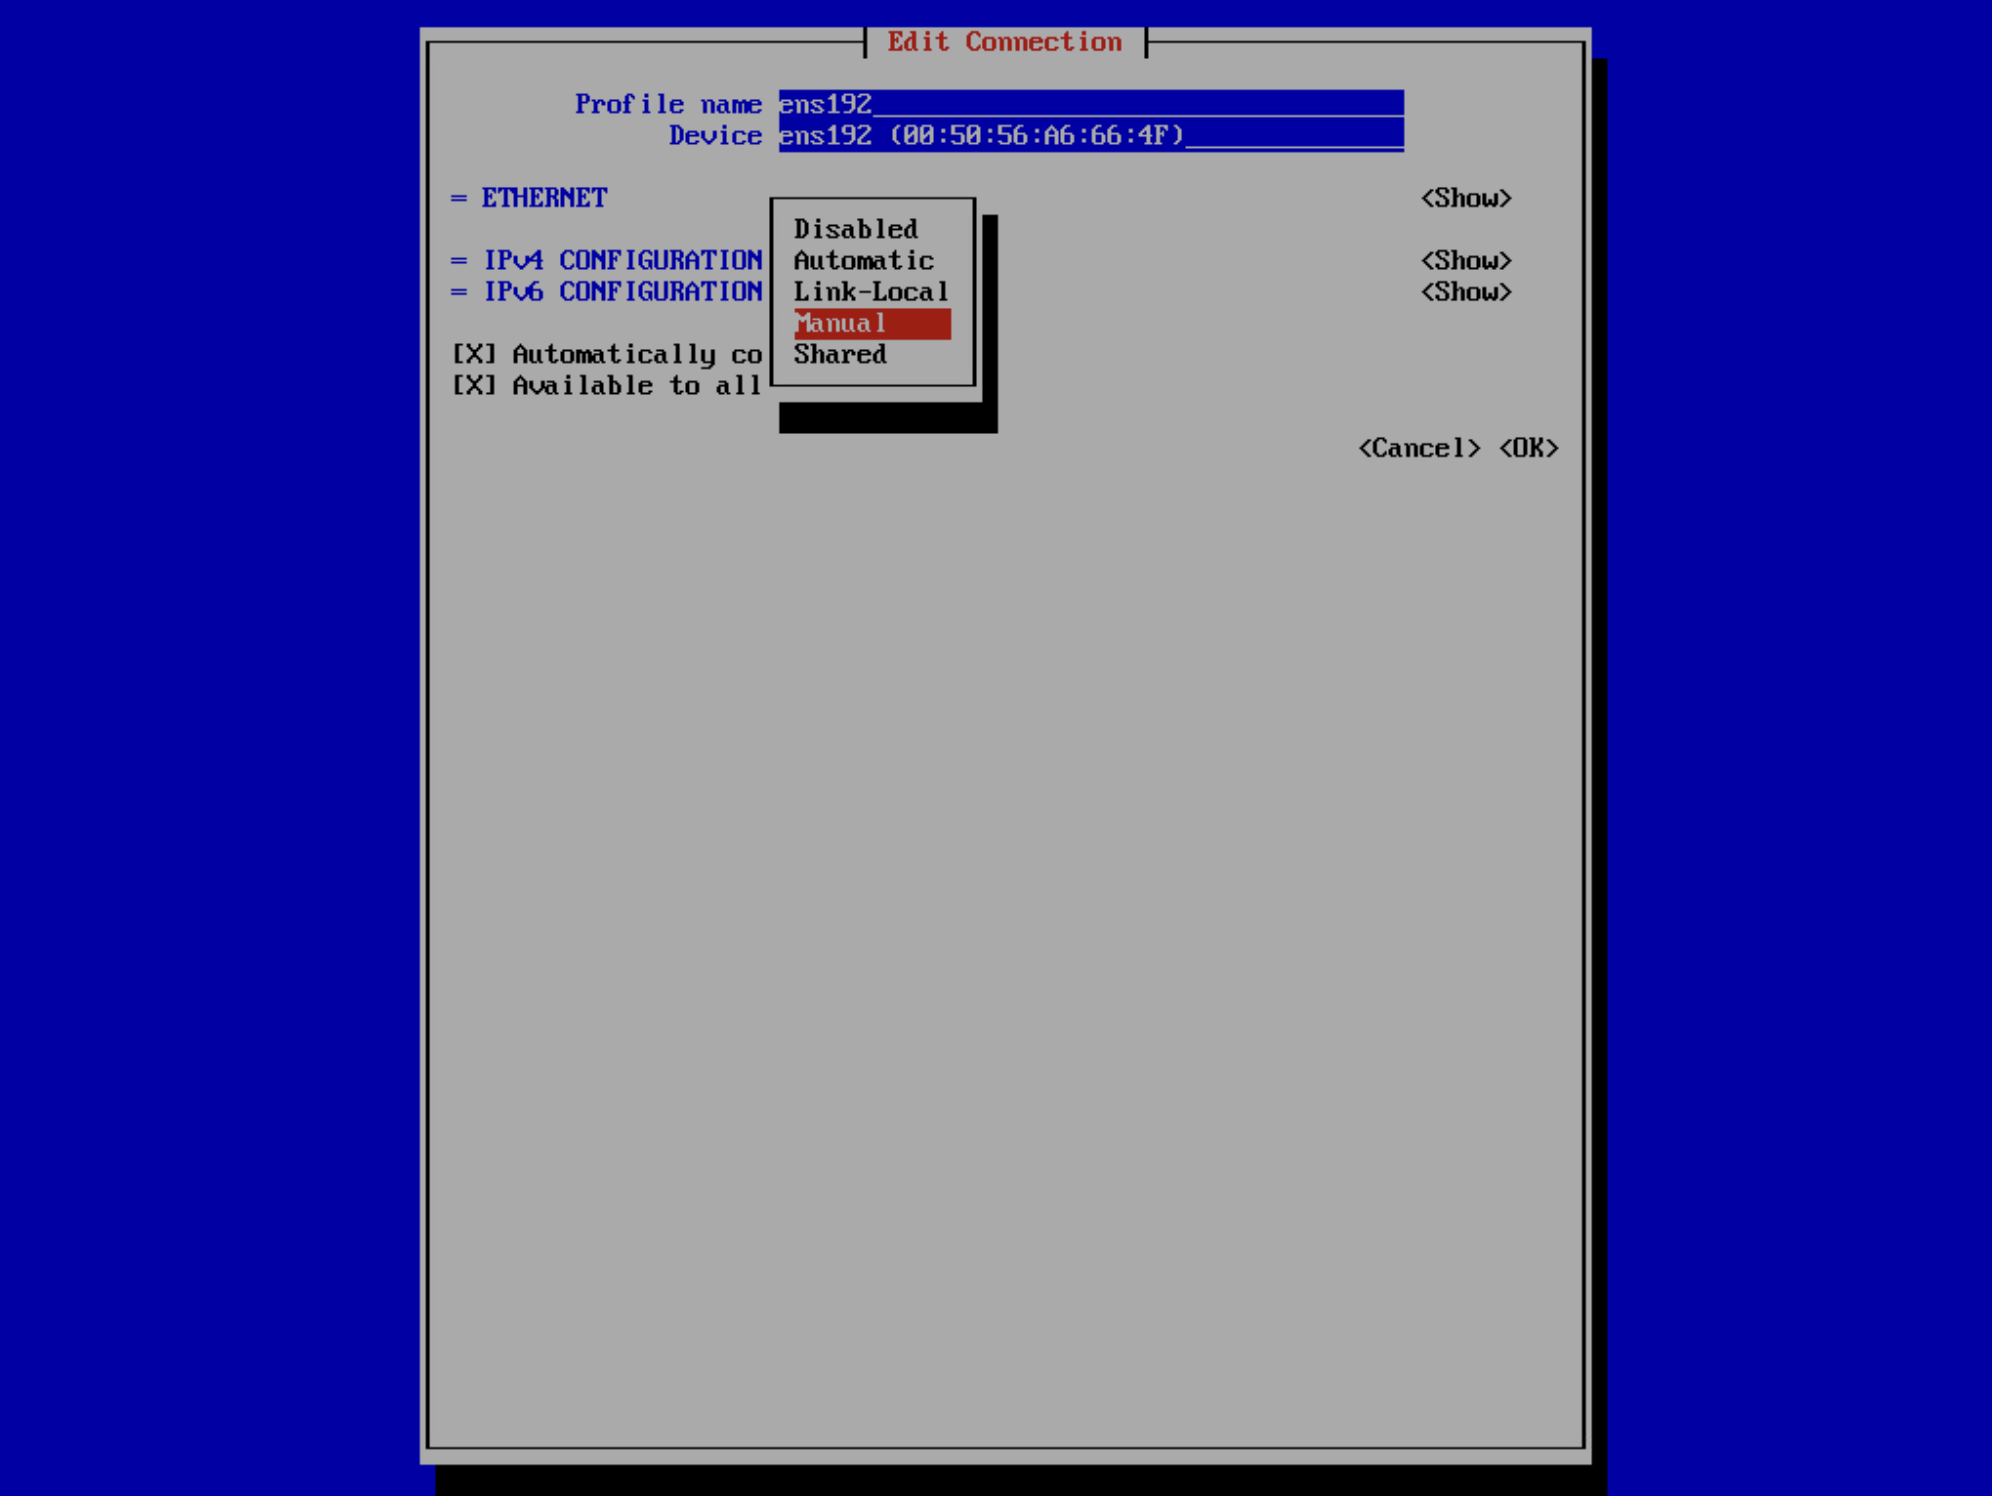 Edit Connection
Profile name ens192
Device ens192 (00:50:56:A6:66:4F)
= ETHERNET <Show>
Disabled
= IPv4 CONFIGURATION Automatic <Show>
= IPv6 CONFIGURATION Link-Local <Show>
Manual
[X] Automatically co Shared
[X] Available to all
<Cancel> <OK>